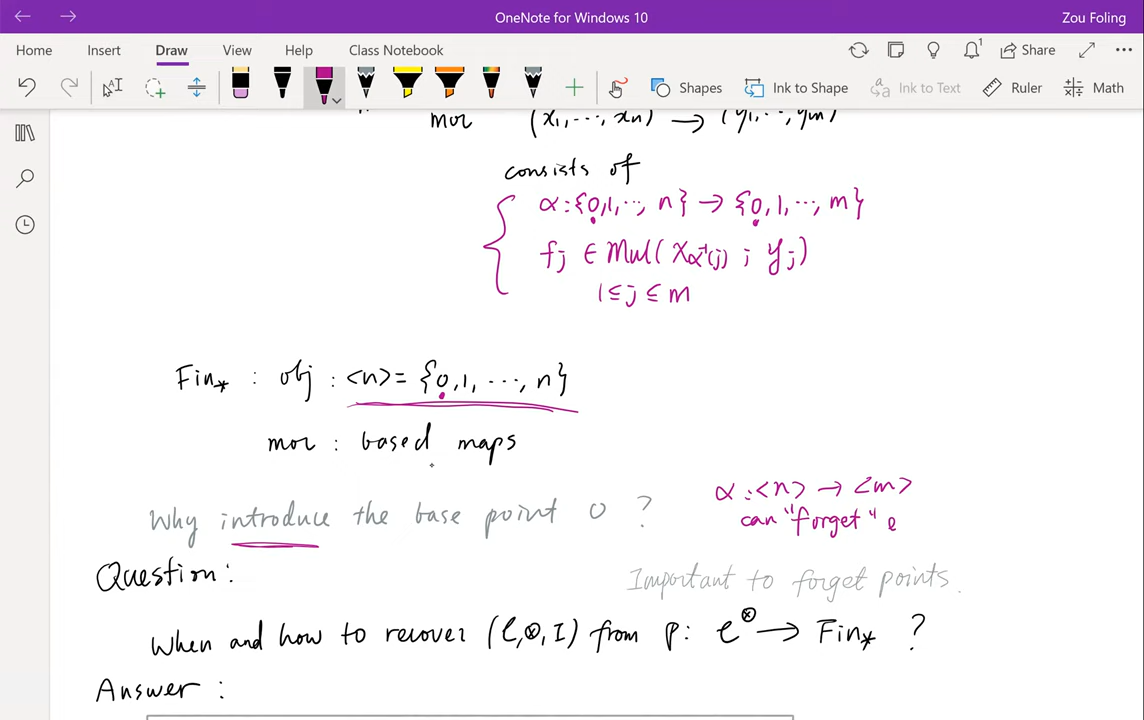 OneNote for Windows 10
Zou Foling
Home Insert Draw View Help Class Notebook
Share
Shapes Ink to Shape Ink to Text Ruler Math
mor (x₁, ..., xn) → (y₁, .., ym)
consists of
α : {0,1, .., n} → {0, 1, .., m}
fj ∈ Mul( Xα⁻¹(j) ; Yj)
1 ≤ j ≤ m
Fin* : obj : <n> = {0,1, ..., n}
mor : based maps
Why introduce the base point 0 ?
α : <n> → <m>
can "forget" e
Question:
Important to forget points.
When and how to recover (C, ⊗, I) from p: C⊗ → Fin* ?
Answer :